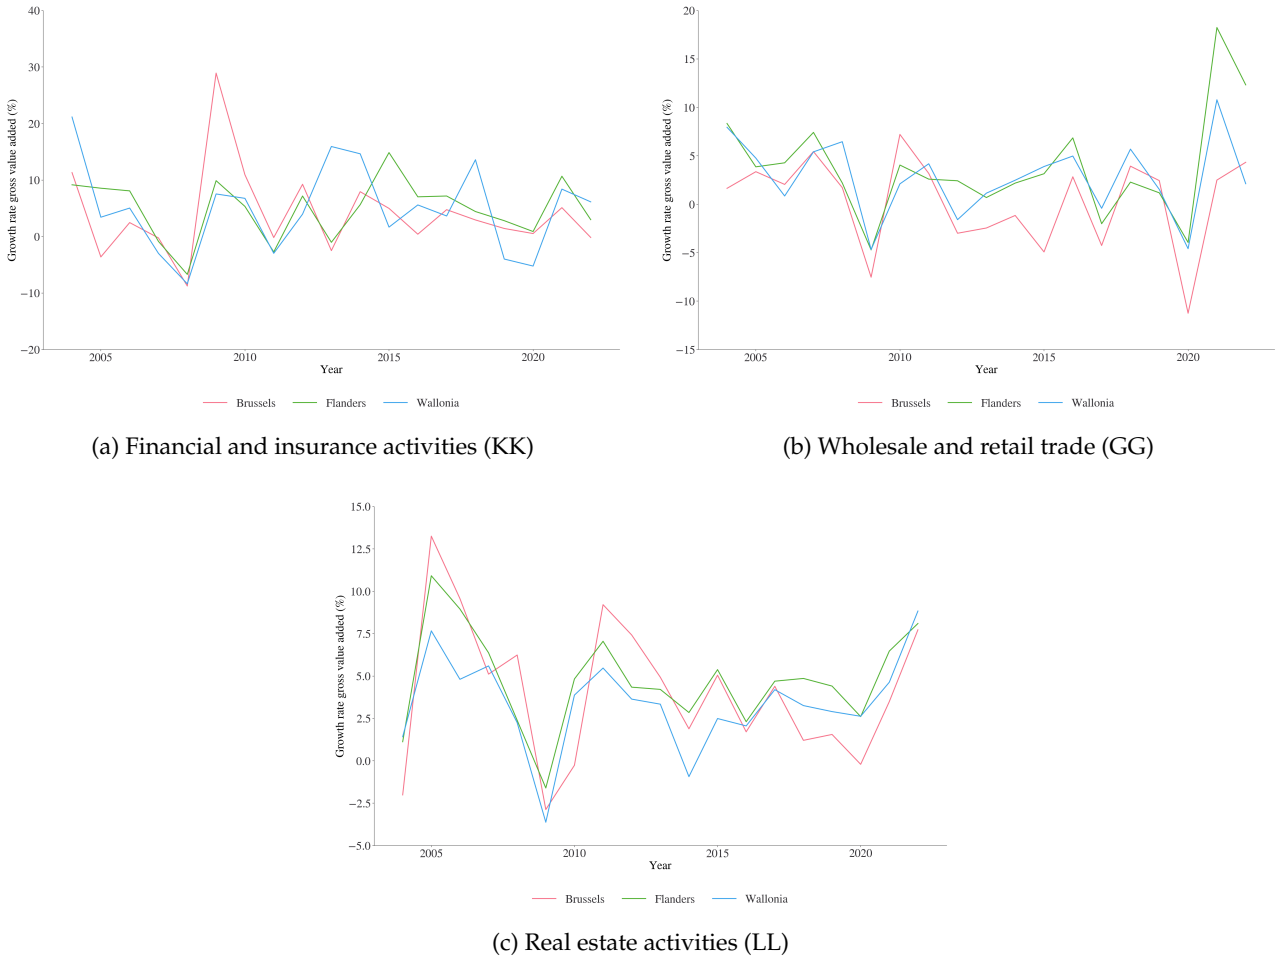 40
30
20
10
0
−10
−20
Growth rate gross value added (%)
2005 2010 2015 2020
Year
Brussels Flanders Wallonia
(a) Financial and insurance activities (KK)
20
15
10
5
0
−5
−10
−15
Growth rate gross value added (%)
2005 2010 2015 2020
Year
Brussels Flanders Wallonia
(b) Wholesale and retail trade (GG)
15.0
12.5
10.0
7.5
5.0
2.5
0.0
−2.5
−5.0
Growth rate gross value added (%)
2005 2010 2015 2020
Year
Brussels Flanders Wallonia
(c) Real estate activities (LL)